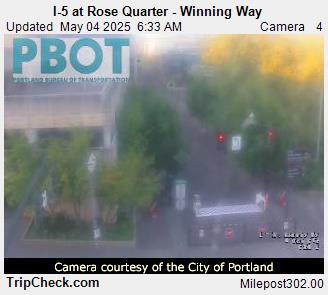 I-5 at Rose Quarter - Winning Way
Updated May 04 2025 6:33 AM Camera 4
PBOT
PORTLAND BUREAU OF TRANSPORTATION
Camera courtesy of the City of Portland
TripCheck.com Milepost302.00